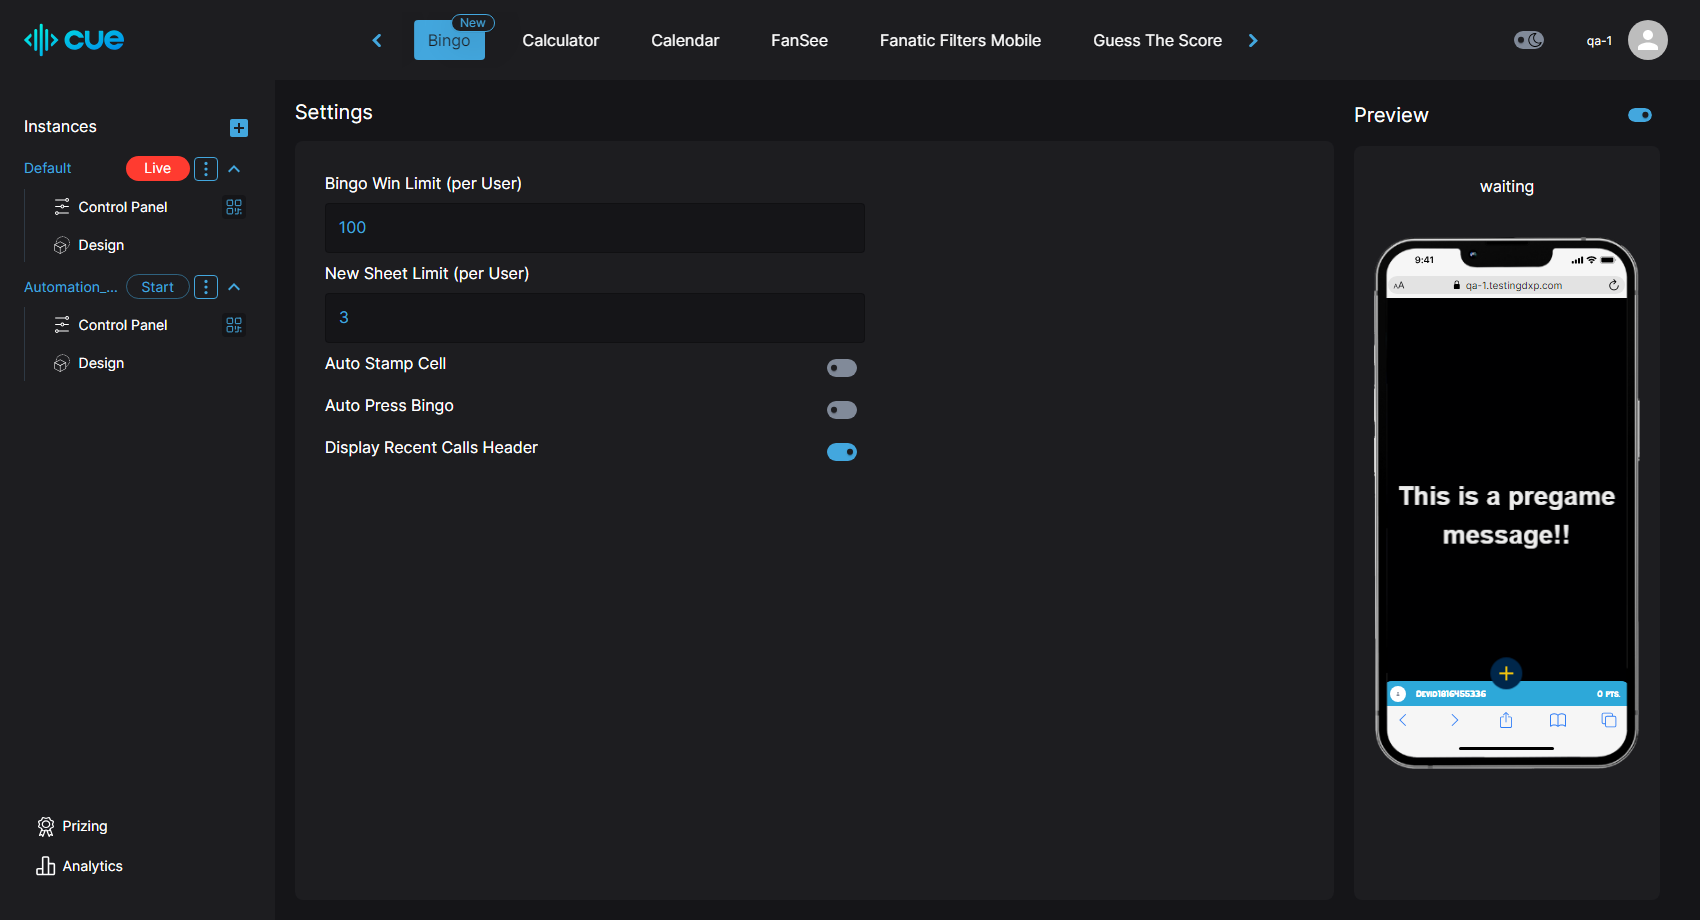 cue
New
Bingo
Calculator
Calendar
FanSee
Fanatic Filters Mobile
Guess The Score
qa-1
Instances
Default
Live
Control Panel
Design
Automation_...
Start
Control Panel
Design
Prizing
Analytics
Settings
Bingo Win Limit (per User)
100
New Sheet Limit (per User)
3
Auto Stamp Cell
Auto Press Bingo
Display Recent Calls Header
Preview
waiting
9:41
AA
qa-1.testingdxp.com
This is a pregame
message!!
DEVID1816455336
0 PTS.